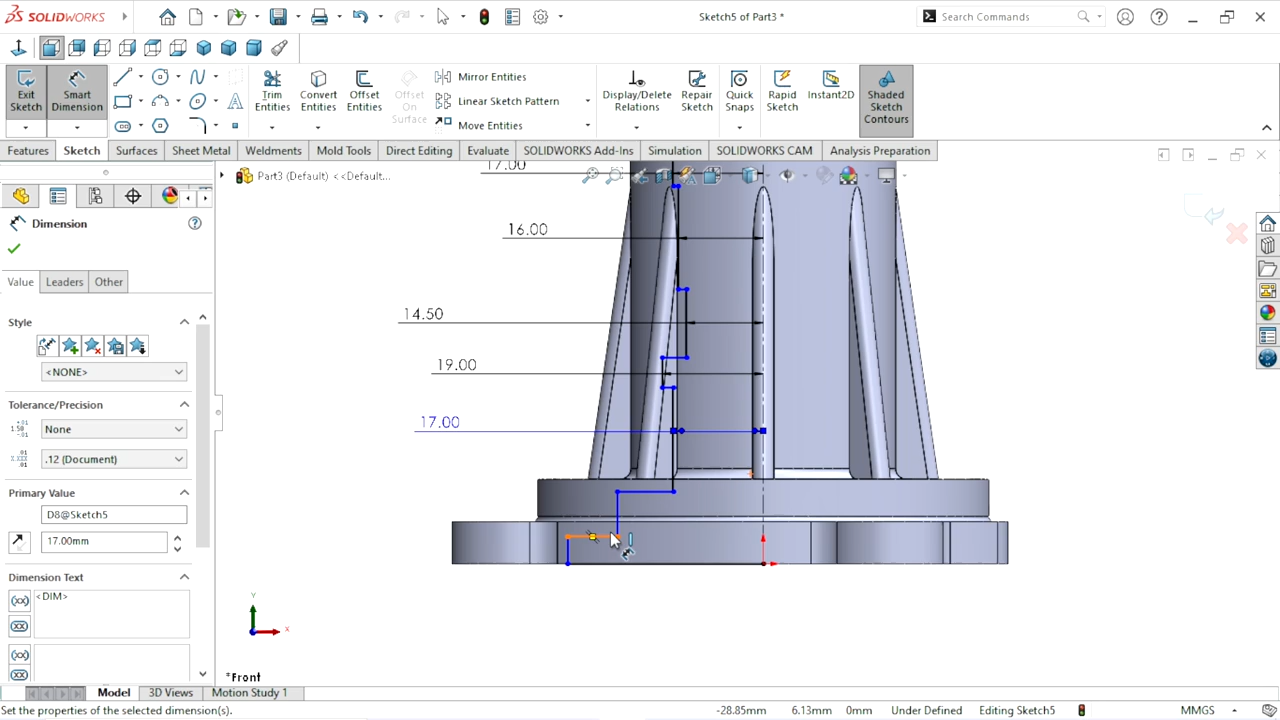 SOLIDWORKS
Sketch5 of Part3 *
Search Commands
Exit Sketch
Smart Dimension
Trim Entities
Convert Entities
Offset Entities
Offset On Surface
Mirror Entities
Linear Sketch Pattern
Move Entities
Display/Delete Relations
Repair Sketch
Quick Snaps
Rapid Sketch
Instant2D
Shaded Sketch Contours
Features
Sketch
Surfaces
Sheet Metal
Weldments
Mold Tools
Direct Editing
Evaluate
SOLIDWORKS Add-Ins
Simulation
SOLIDWORKS CAM
Analysis Preparation
Part3 (Default) <<Default...
Dimension
Value
Leaders
Other
Style
<NONE>
Tolerance/Precision
None
.12 (Document)
Primary Value
D8@Sketch5
17.00mm
Dimension Text
<DIM>
17.00
16.00
14.50
19.00
17.00
Y
X
*Front
Model
3D Views
Motion Study 1
Set the properties of the selected dimension(s).
-28.85mm
6.13mm
0mm
Under Defined
Editing Sketch5
MMGS